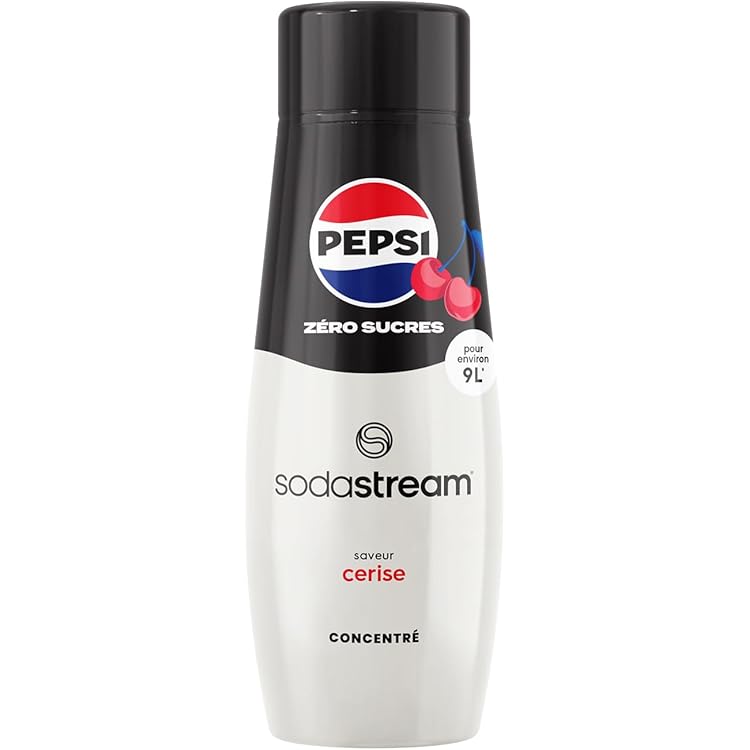 PEPSI
ZÉRO SUCRES
pour
environ
9L*
sodastream®
saveur
cerise
CONCENTRÉ